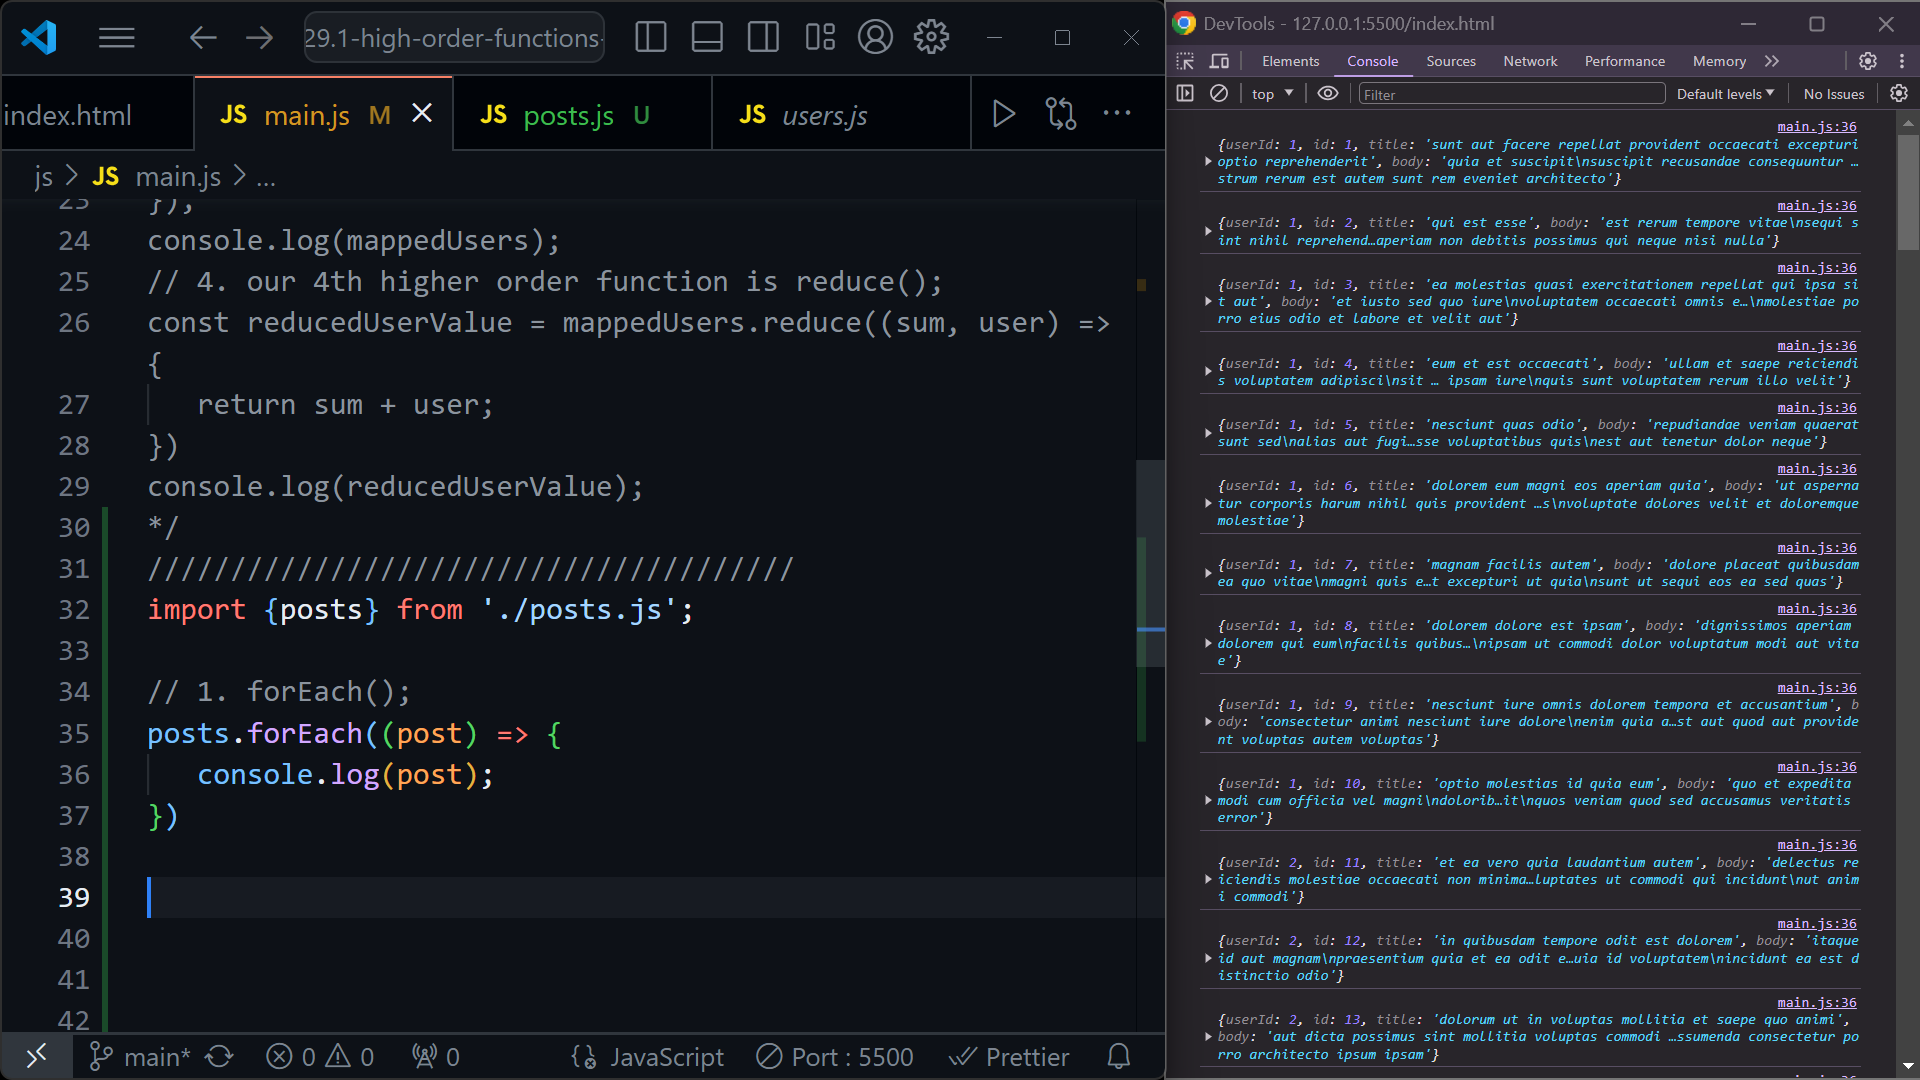 29.1-high-order-functions-
index.html
JS main.js M
JS posts.js U
JS users.js
js > JS main.js > ...
23 });
24 console.log(mappedUsers);
25 // 4. our 4th higher order function is reduce();
26 const reducedUserValue = mappedUsers.reduce((sum, user) =>
{
27 return sum + user;
28 })
29 console.log(reducedUserValue);
30 */
31 ///////////////////////////////////////
32 import {posts} from './posts.js';
33
34 // 1. forEach();
35 posts.forEach((post) => {
36 console.log(post);
37 })
38
39
40
41
42
main* 0 0 0 JavaScript Port : 5500 Prettier
DevTools - 127.0.0.1:5500/index.html
Elements Console Sources Network Performance Memory
top Filter Default levels No Issues
main.js:36
{userId: 1, id: 1, title: 'sunt aut facere repellat provident occaecati excepturi
optio reprehenderit', body: 'quia et suscipit\nsuscipit recusandae consequuntur …
strum rerum est autem sunt rem eveniet architecto'}
main.js:36
{userId: 1, id: 2, title: 'qui est esse', body: 'est rerum tempore vitae\nsequi s
int nihil reprehend…aperiam non debitis possimus qui neque nisi nulla'}
main.js:36
{userId: 1, id: 3, title: 'ea molestias quasi exercitationem repellat qui ipsa si
t aut', body: 'et iusto sed quo iure\nvoluptatem occaecati omnis e…\nmolestiae po
rro eius odio et labore et velit aut'}
main.js:36
{userId: 1, id: 4, title: 'eum et est occaecati', body: 'ullam et saepe reiciendi
s voluptatem adipisci\nsit … ipsam iure\nquis sunt voluptatem rerum illo velit'}
main.js:36
{userId: 1, id: 5, title: 'nesciunt quas odio', body: 'repudiandae veniam quaerat
sunt sed\nalias aut fugi…sse voluptatibus quis\nest aut tenetur dolor neque'}
main.js:36
{userId: 1, id: 6, title: 'dolorem eum magni eos aperiam quia', body: 'ut asperna
tur corporis harum nihil quis provident …s\nvoluptate dolores velit et doloremque
molestiae'}
main.js:36
{userId: 1, id: 7, title: 'magnam facilis autem', body: 'dolore placeat quibusdam
ea quo vitae\nmagni quis e…t excepturi ut quia\nsunt ut sequi eos ea sed quas'}
main.js:36
{userId: 1, id: 8, title: 'dolorem dolore est ipsam', body: 'dignissimos aperiam
dolorem qui eum\nfacilis quibus…\nipsam ut commodi dolor voluptatum modi aut vita
e'}
main.js:36
{userId: 1, id: 9, title: 'nesciunt iure omnis dolorem tempora et accusantium', b
ody: 'consectetur animi nesciunt iure dolore\nenim quia a…st aut quod aut provide
nt voluptas autem voluptas'}
main.js:36
{userId: 1, id: 10, title: 'optio molestias id quia eum', body: 'quo et expedita
modi cum officia vel magni\ndolorib…it\nquos veniam quod sed accusamus veritatis
error'}
main.js:36
{userId: 2, id: 11, title: 'et ea vero quia laudantium autem', body: 'delectus re
iciendis molestiae occaecati non minima…luptates ut commodi qui incidunt\nut anim
i commodi'}
main.js:36
{userId: 2, id: 12, title: 'in quibusdam tempore odit est dolorem', body: 'itaque
id aut magnam\npraesentium quia et ea odit e…uia id voluptatem\nincidunt ea est d
istinctio odio'}
main.js:36
{userId: 2, id: 13, title: 'dolorum ut in voluptas mollitia et saepe quo animi',
body: 'aut dicta possimus sint mollitia voluptas commodi …ssumenda consectetur po
rro architecto ipsum ipsam'}